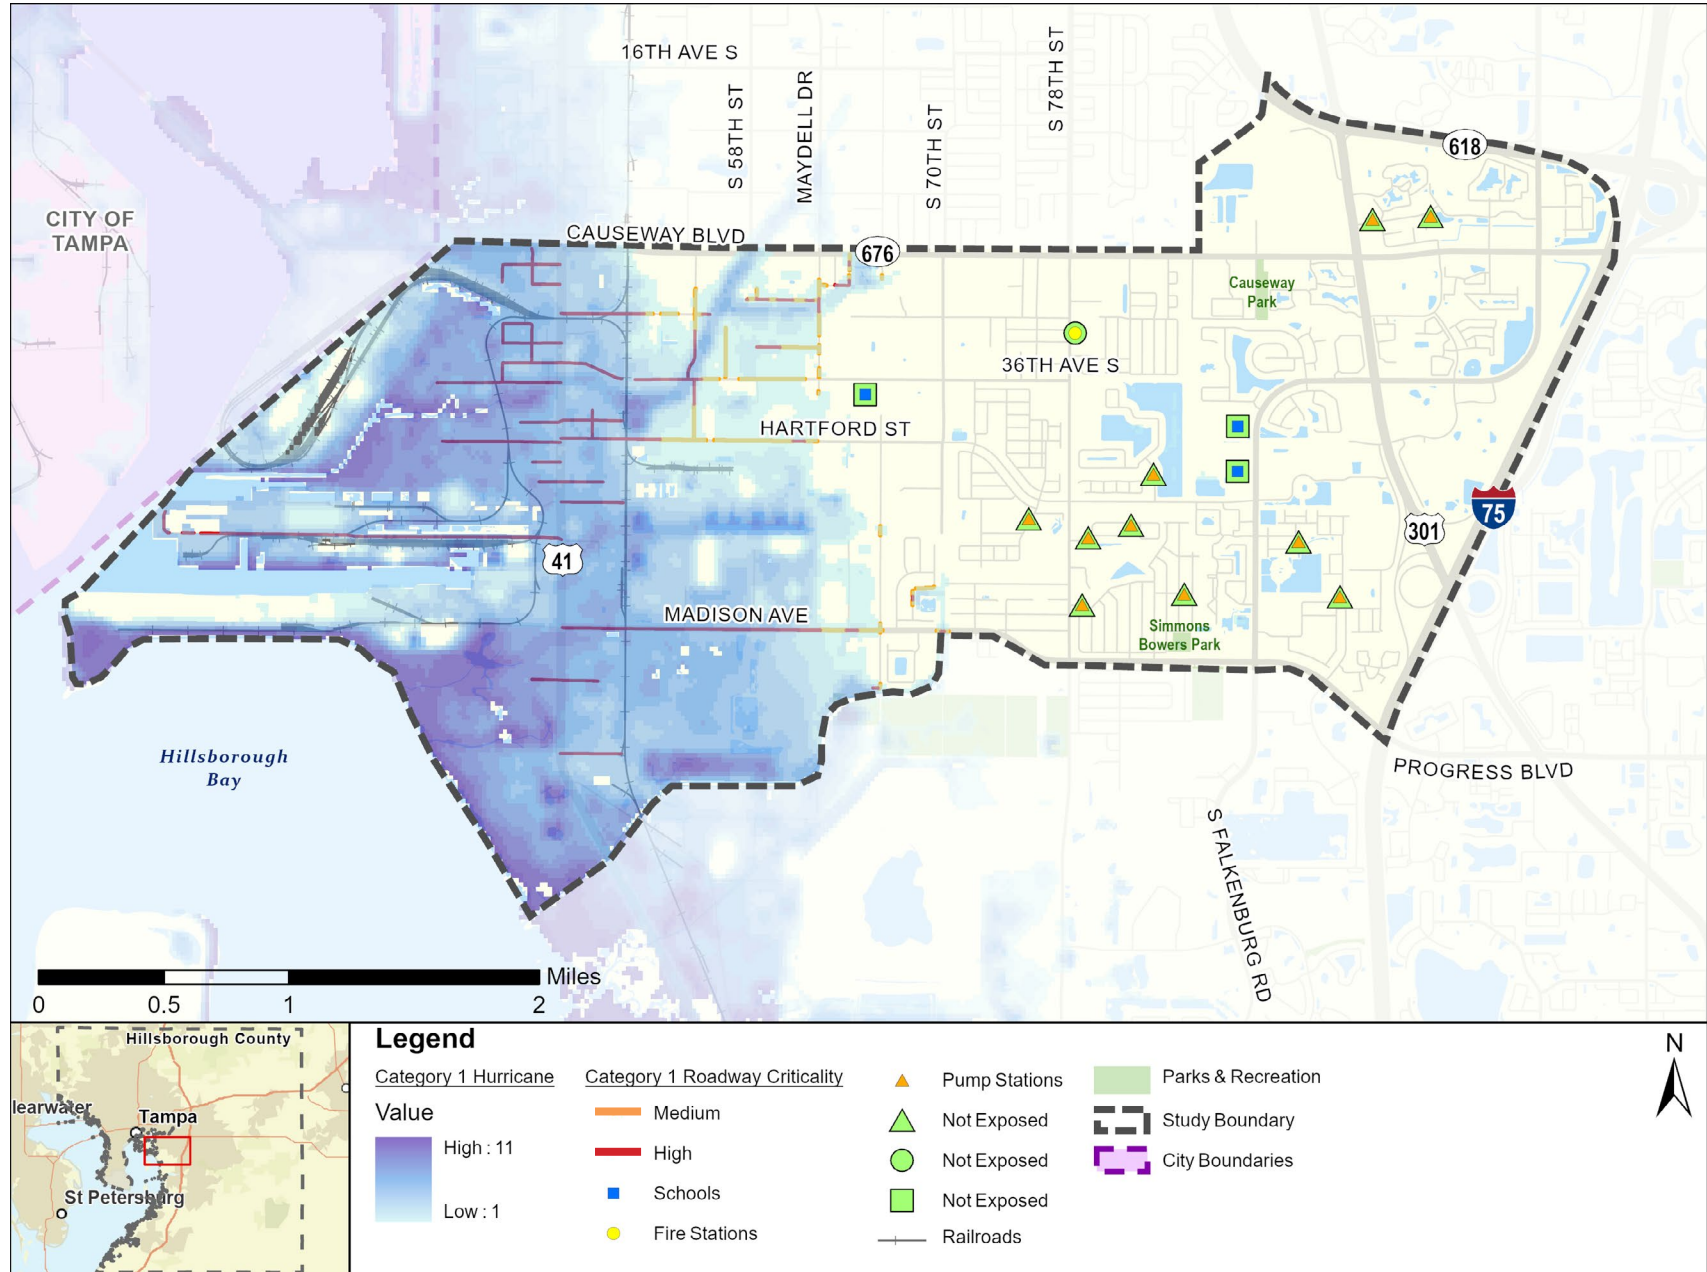 16TH AVE S
S 58TH ST
MAYDELL DR
S 70TH ST
S 78TH ST
618
CITY OF
TAMPA
CAUSEWAY BLVD
676
Causeway
Park
36TH AVE S
HARTFORD ST
75
301
41
MADISON AVE
Simmons
Bowers Park
Hillsborough
Bay
PROGRESS BLVD
S FALKENBURG RD
Miles
0 0.5 1 2
Hillsborough County
learwater
Tampa
St Petersburg
Legend
Category 1 Hurricane
Value
High : 11
Low : 1
Category 1 Roadway Criticality
Medium
High
Schools
Fire Stations
Pump Stations
Not Exposed
Not Exposed
Not Exposed
Railroads
Parks & Recreation
Study Boundary
City Boundaries
N